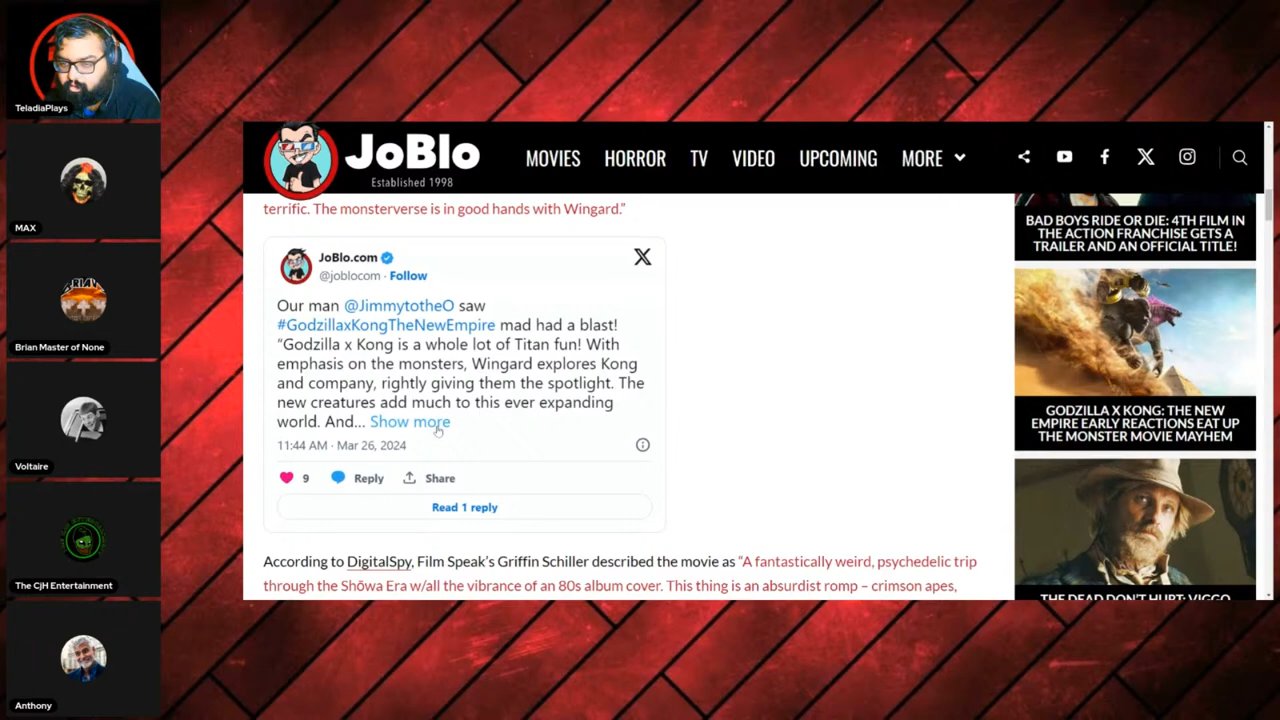 TeladiaPlays
MAX
Brian Master of None
Voltaire
The C|H Entertainment
Anthony
JoBlo
Established 1998
MOVIES HORROR TV VIDEO UPCOMING MORE
terrific. The monsterverse is in good hands with Wingard.”
JoBlo.com
@joblocom · Follow
Our man @JimmytotheO saw
#GodzillaxKongTheNewEmpire mad had a blast!
“Godzilla x Kong is a whole lot of Titan fun! With
emphasis on the monsters, Wingard explores Kong
and company, rightly giving them the spotlight. The
new creatures add much to this ever expanding
world. And... Show more
11:44 AM · Mar 26, 2024
9 Reply Share
Read 1 reply
According to DigitalSpy, Film Speak’s Griffin Schiller described the movie as “A fantastically weird, psychedelic trip
through the Shōwa Era w/all the vibrance of an 80s album cover. This thing is an absurdist romp – crimson apes,
BAD BOYS RIDE OR DIE: 4TH FILM IN
THE ACTION FRANCHISE GETS A
TRAILER AND AN OFFICIAL TITLE!
GODZILLA X KONG: THE NEW
EMPIRE EARLY REACTIONS EAT UP
THE MONSTER MOVIE MAYHEM
THE DEAD DON'T HURT: VIGGO